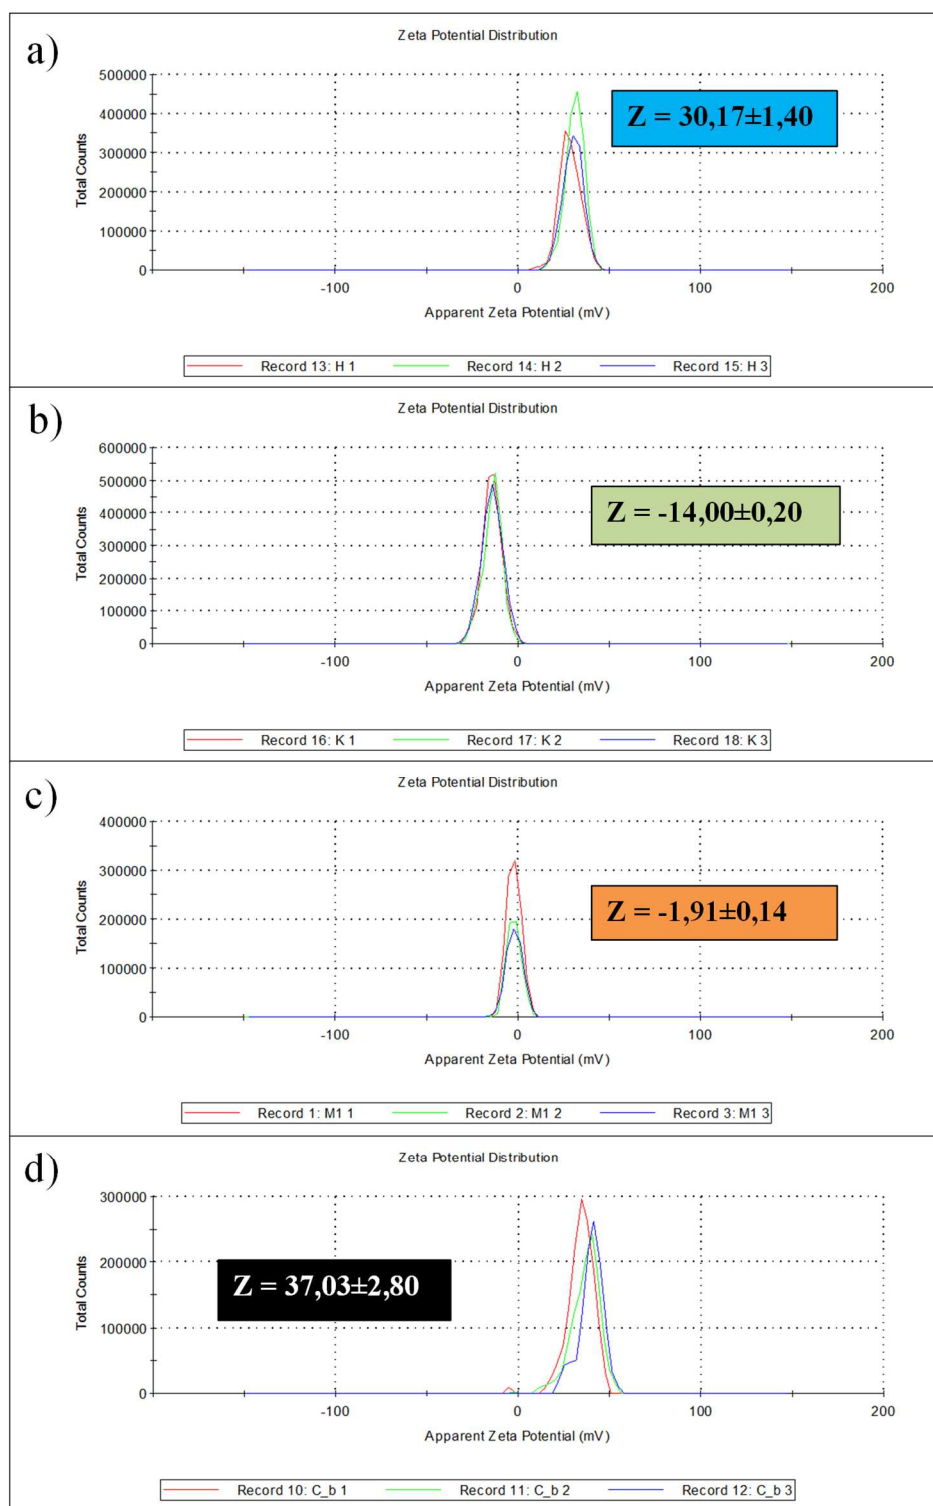 a)
Zeta Potential Distribution
500000
400000
300000
200000
100000
0
Total Counts
Z = 30,17±1,40
-100 0 100 200
Apparent Zeta Potential (mV)
Record 13: H 1 Record 14: H 2 Record 15: H 3
b)
Zeta Potential Distribution
600000
500000
400000
300000
200000
100000
0
Total Counts
Z = -14,00±0,20
-100 0 100 200
Apparent Zeta Potential (mV)
Record 16: K 1 Record 17: K 2 Record 18: K 3
c)
Zeta Potential Distribution
400000
300000
200000
100000
0
Total Counts
Z = -1,91±0,14
-100 0 100 200
Apparent Zeta Potential (mV)
Record 1: M1 1 Record 2: M1 2 Record 3: M1 3
d)
Zeta Potential Distribution
300000
200000
100000
0
Total Counts
Z = 37,03±2,80
-100 0 100 200
Apparent Zeta Potential (mV)
Record 10: C_b 1 Record 11: C_b 2 Record 12: C_b 3